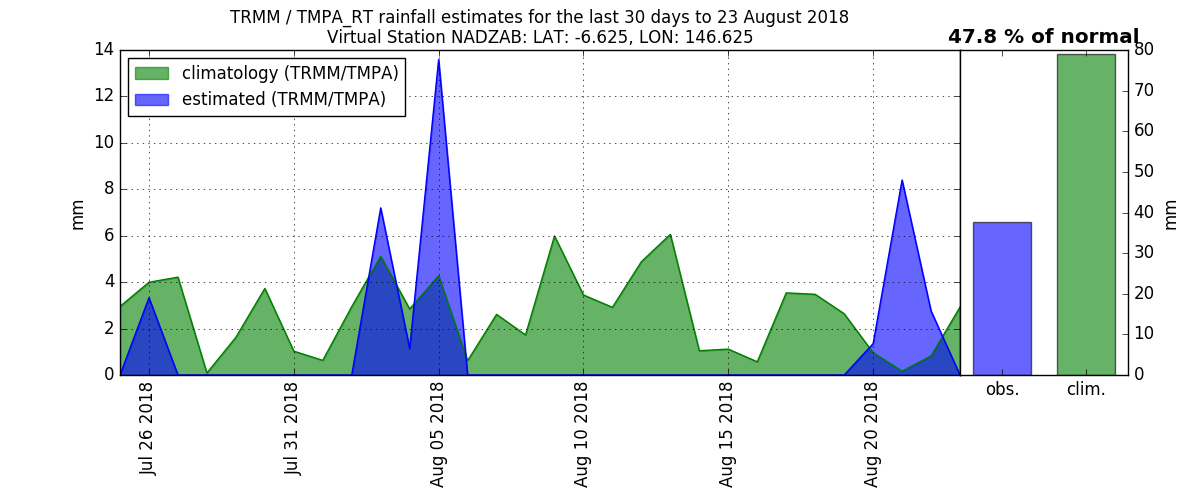 TRMM / TMPA_RT rainfall estimates for the last 30 days to 23 August 2018
Virtual Station NADZAB: LAT: -6.625, LON: 146.625
47.8 % of normal
climatology (TRMM/TMPA)
estimated (TRMM/TMPA)
14
12
10
8
6
4
2
0
mm
Jul 26 2018
Jul 31 2018
Aug 05 2018
Aug 10 2018
Aug 15 2018
Aug 20 2018
obs.
clim.
80
70
60
50
40
30
20
10
0
mm